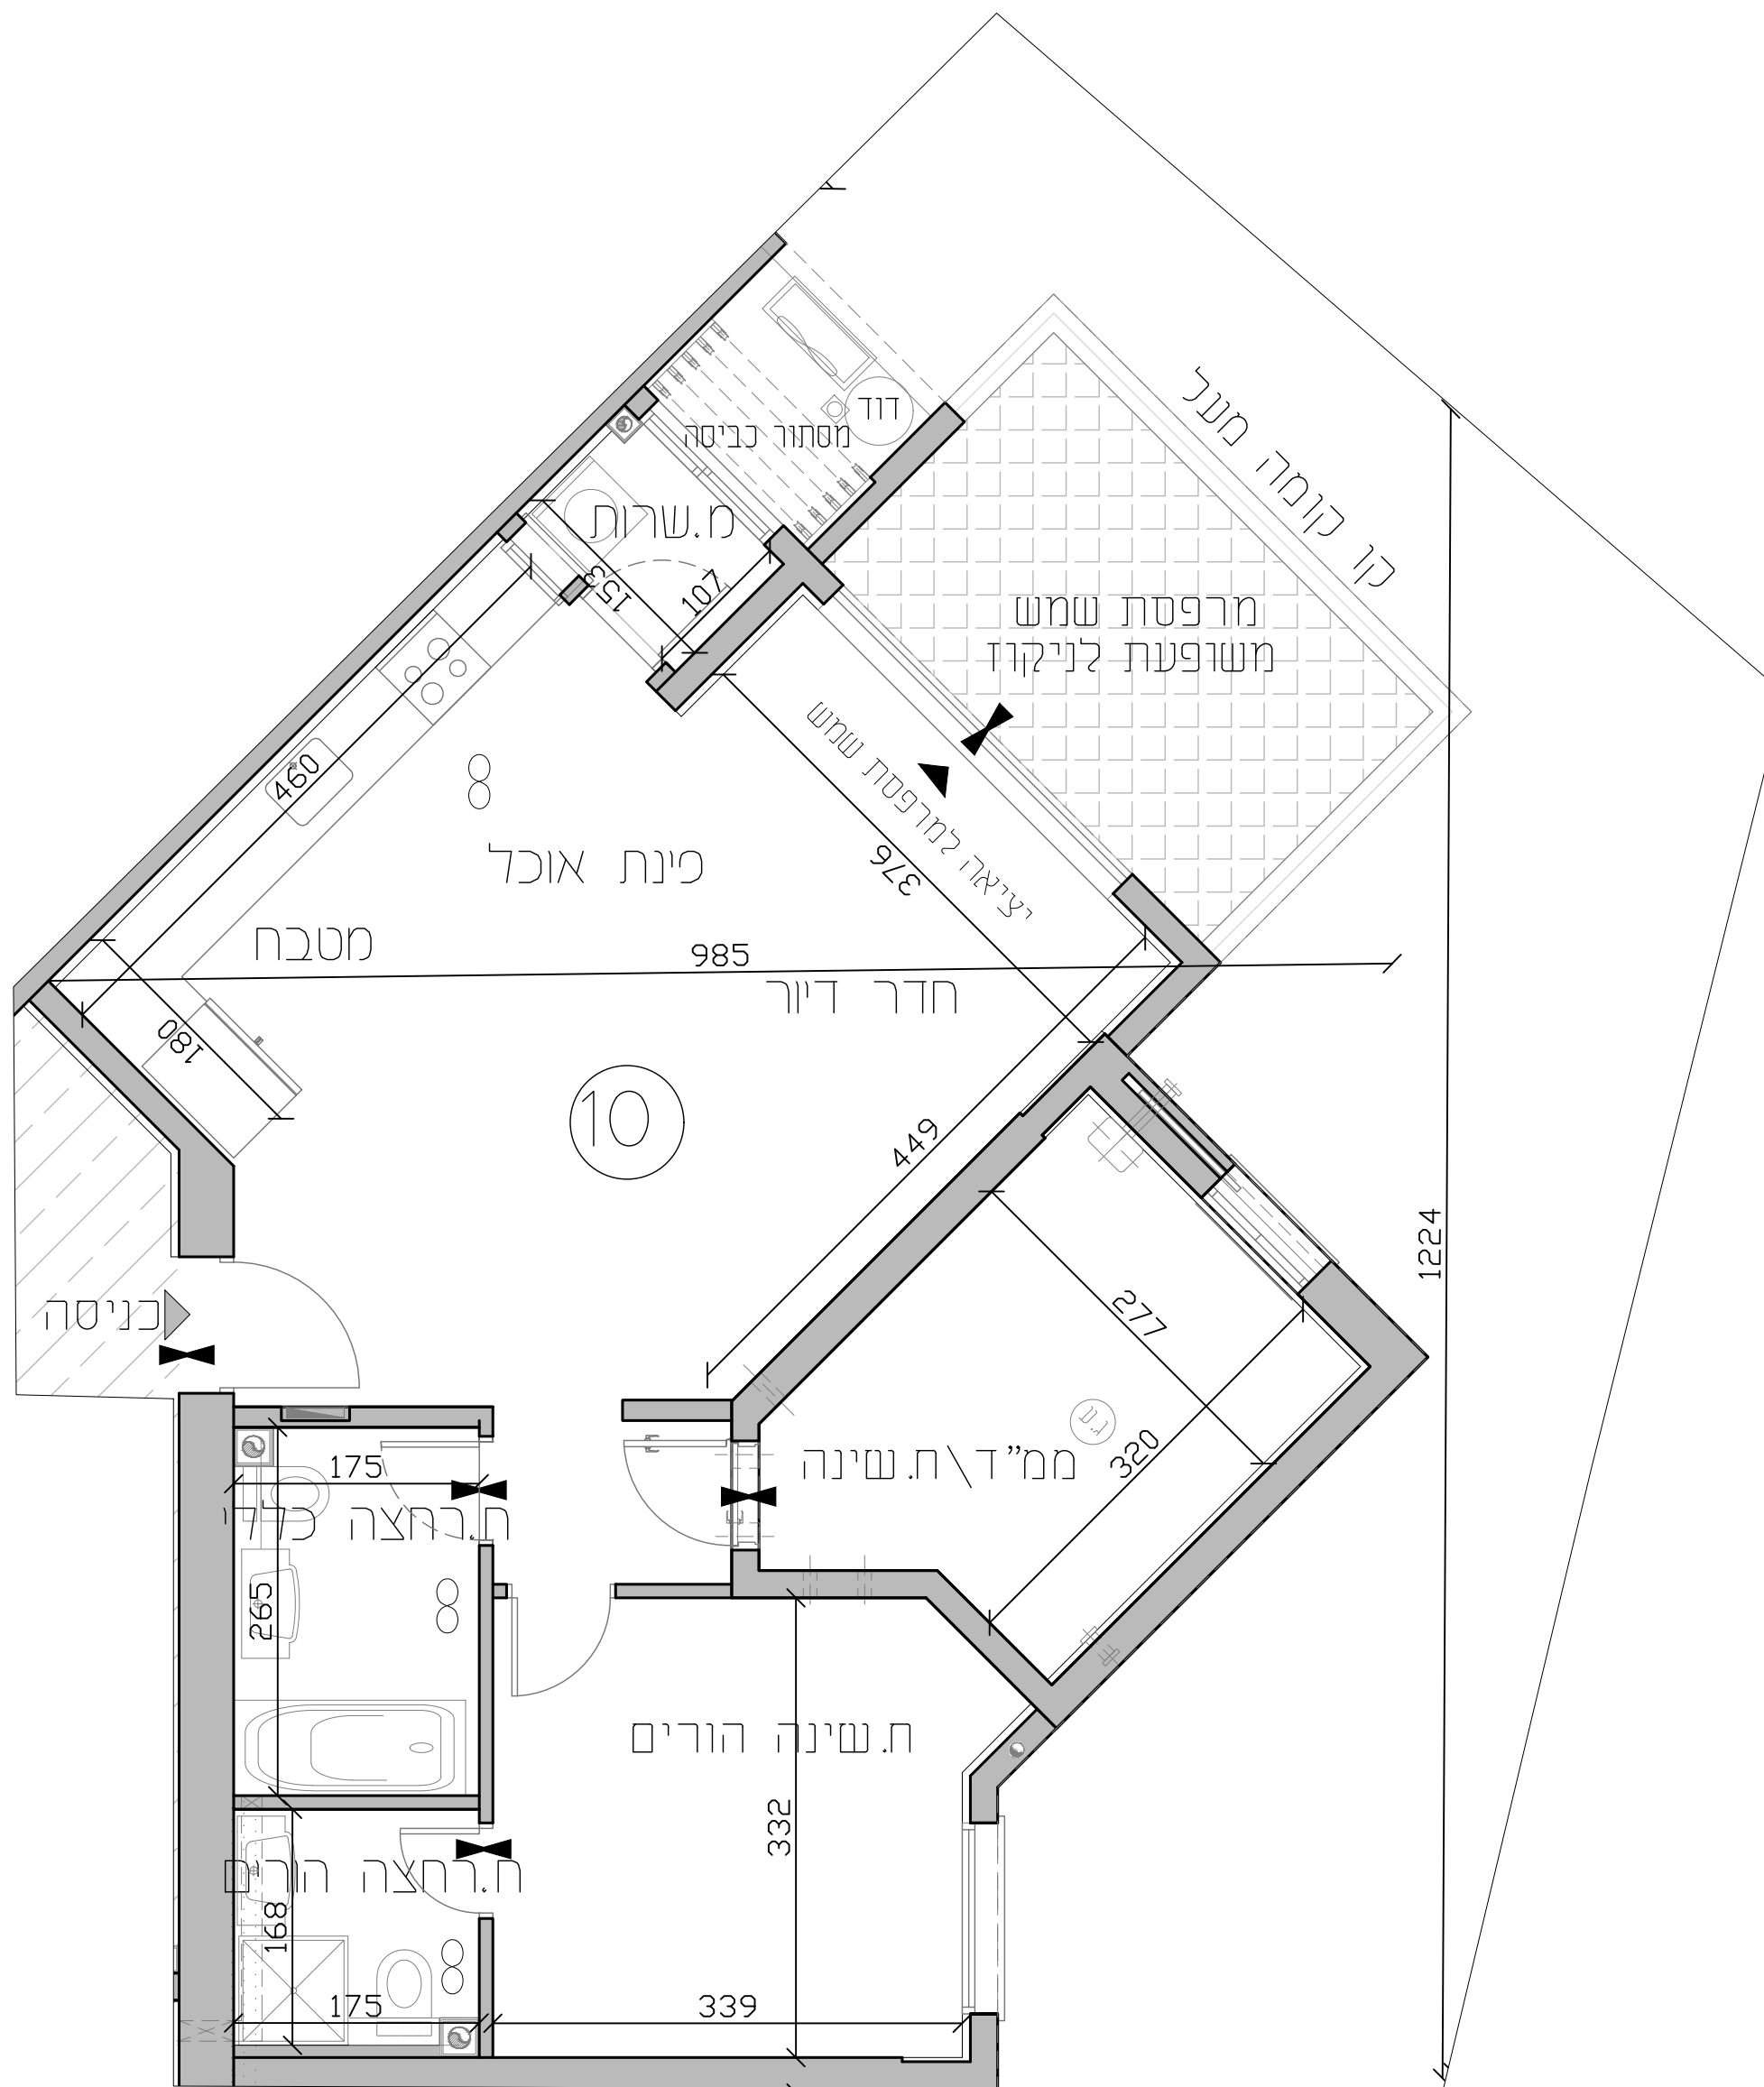 קו קומה מעל
דוד
מסתור כביסה
מ.שרות
153
107
מרפסת שמש
משופעת לניקוז
יציאה למרפסת שמש
460
376
פינת אוכל
מטבח
985
חדר דיור
180
10
449
1224
277
כניסה
320
ממ"ד\ח.שינה
175
ח.רחצה כללי
265
ח.שינה הורים
332
ח.רחצה הורים
168
175
339